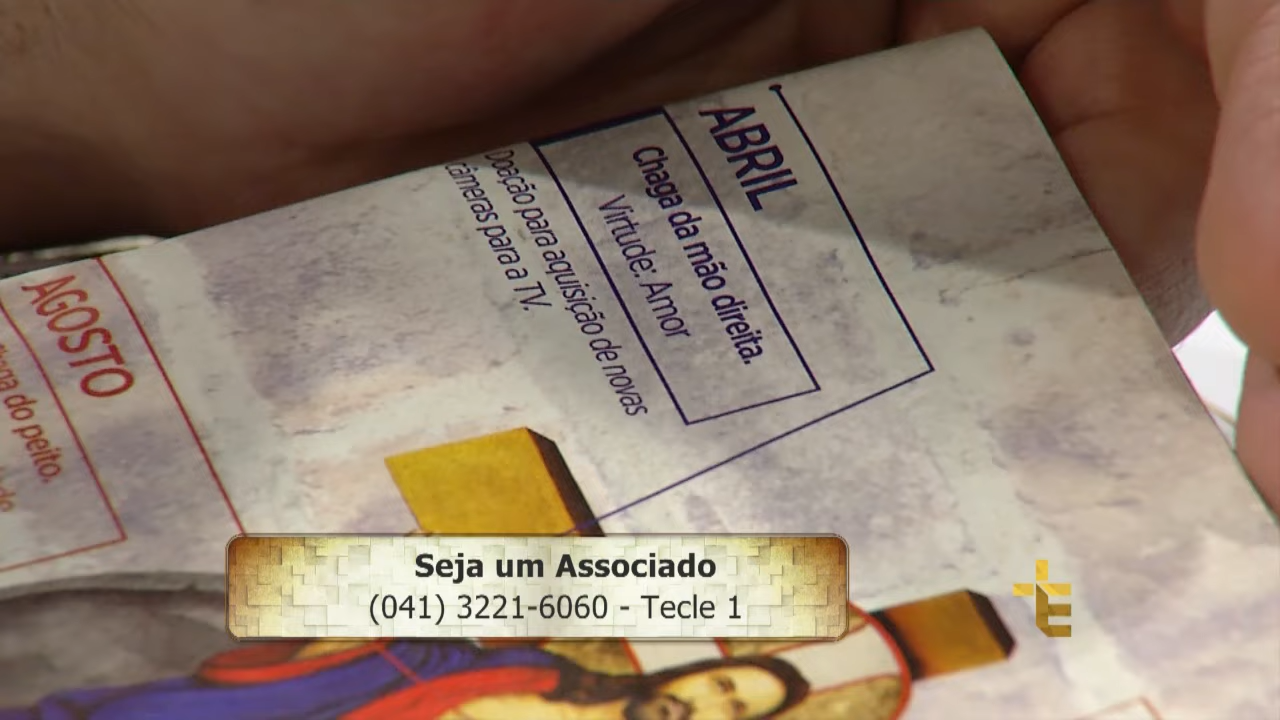 ABRIL
Chaga da mão direita.
Virtude: Amor
Doação para aquisição de novas
câmeras para a TV.
AGOSTO
do peito.
Seja um Associado
(041) 3221-6060 - Tecle 1